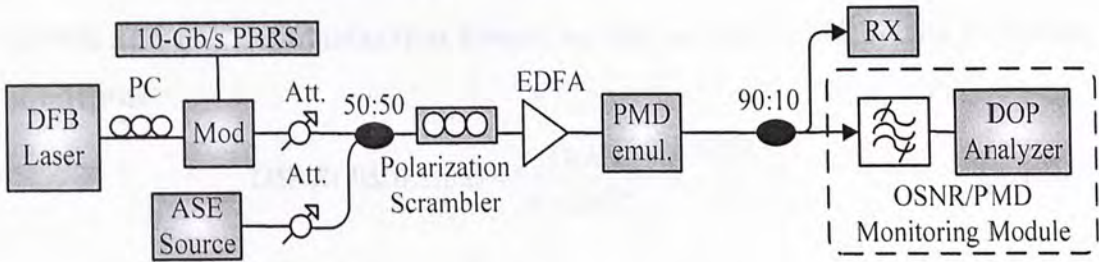 10-Gb/s PBRS
RX
PC
Att.
50:50
EDFA
90:10
DFB
Laser
Mod
PMD
emul.
DOP
Analyzer
Polarization
Scrambler
Att.
ASE
Source
OSNR/PMD
Monitoring Module